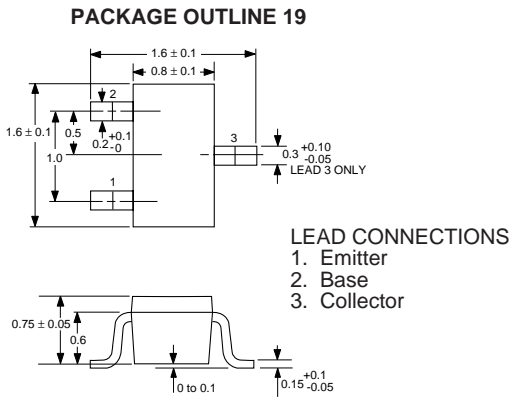 PACKAGE OUTLINE 19
1.6 ± 0.1
0.8 ± 0.1
2
1.6 ± 0.1
0.5
0.2 +0.1 -0
1.0
3
0.3 +0.10 -0.05
LEAD 3 ONLY
1
LEAD CONNECTIONS
1. Emitter
2. Base
3. Collector
0.75 ± 0.05
0.6
0 to 0.1
0.15 +0.1 -0.05